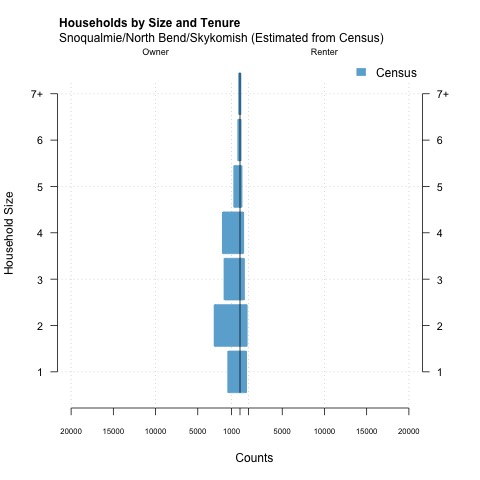 Households by Size and Tenure
Snoqualmie/North Bend/Skykomish (Estimated from Census)
Owner Renter
Census
7+ 7+
6 6
5 5
4 4
3 3
2 2
1 1
Household Size
20000 15000 10000 5000 1000 5000 10000 15000 20000
Counts